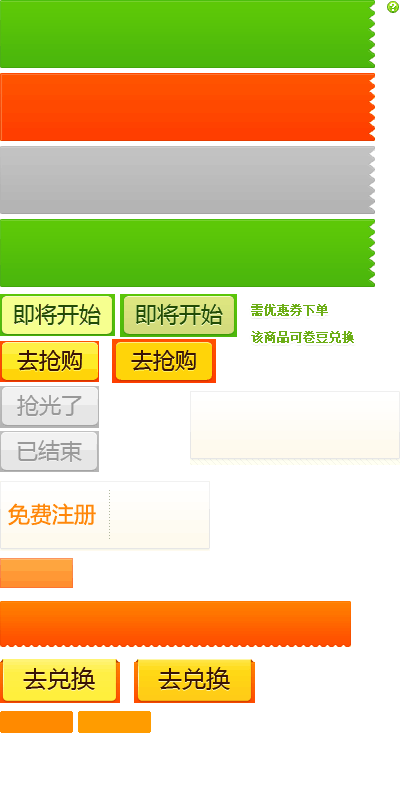 即将开始 即将开始 需优惠券下单
该商品可卷豆兑换
去抢购 去抢购
抢光了
已结束
免费注册
去兑换 去兑换